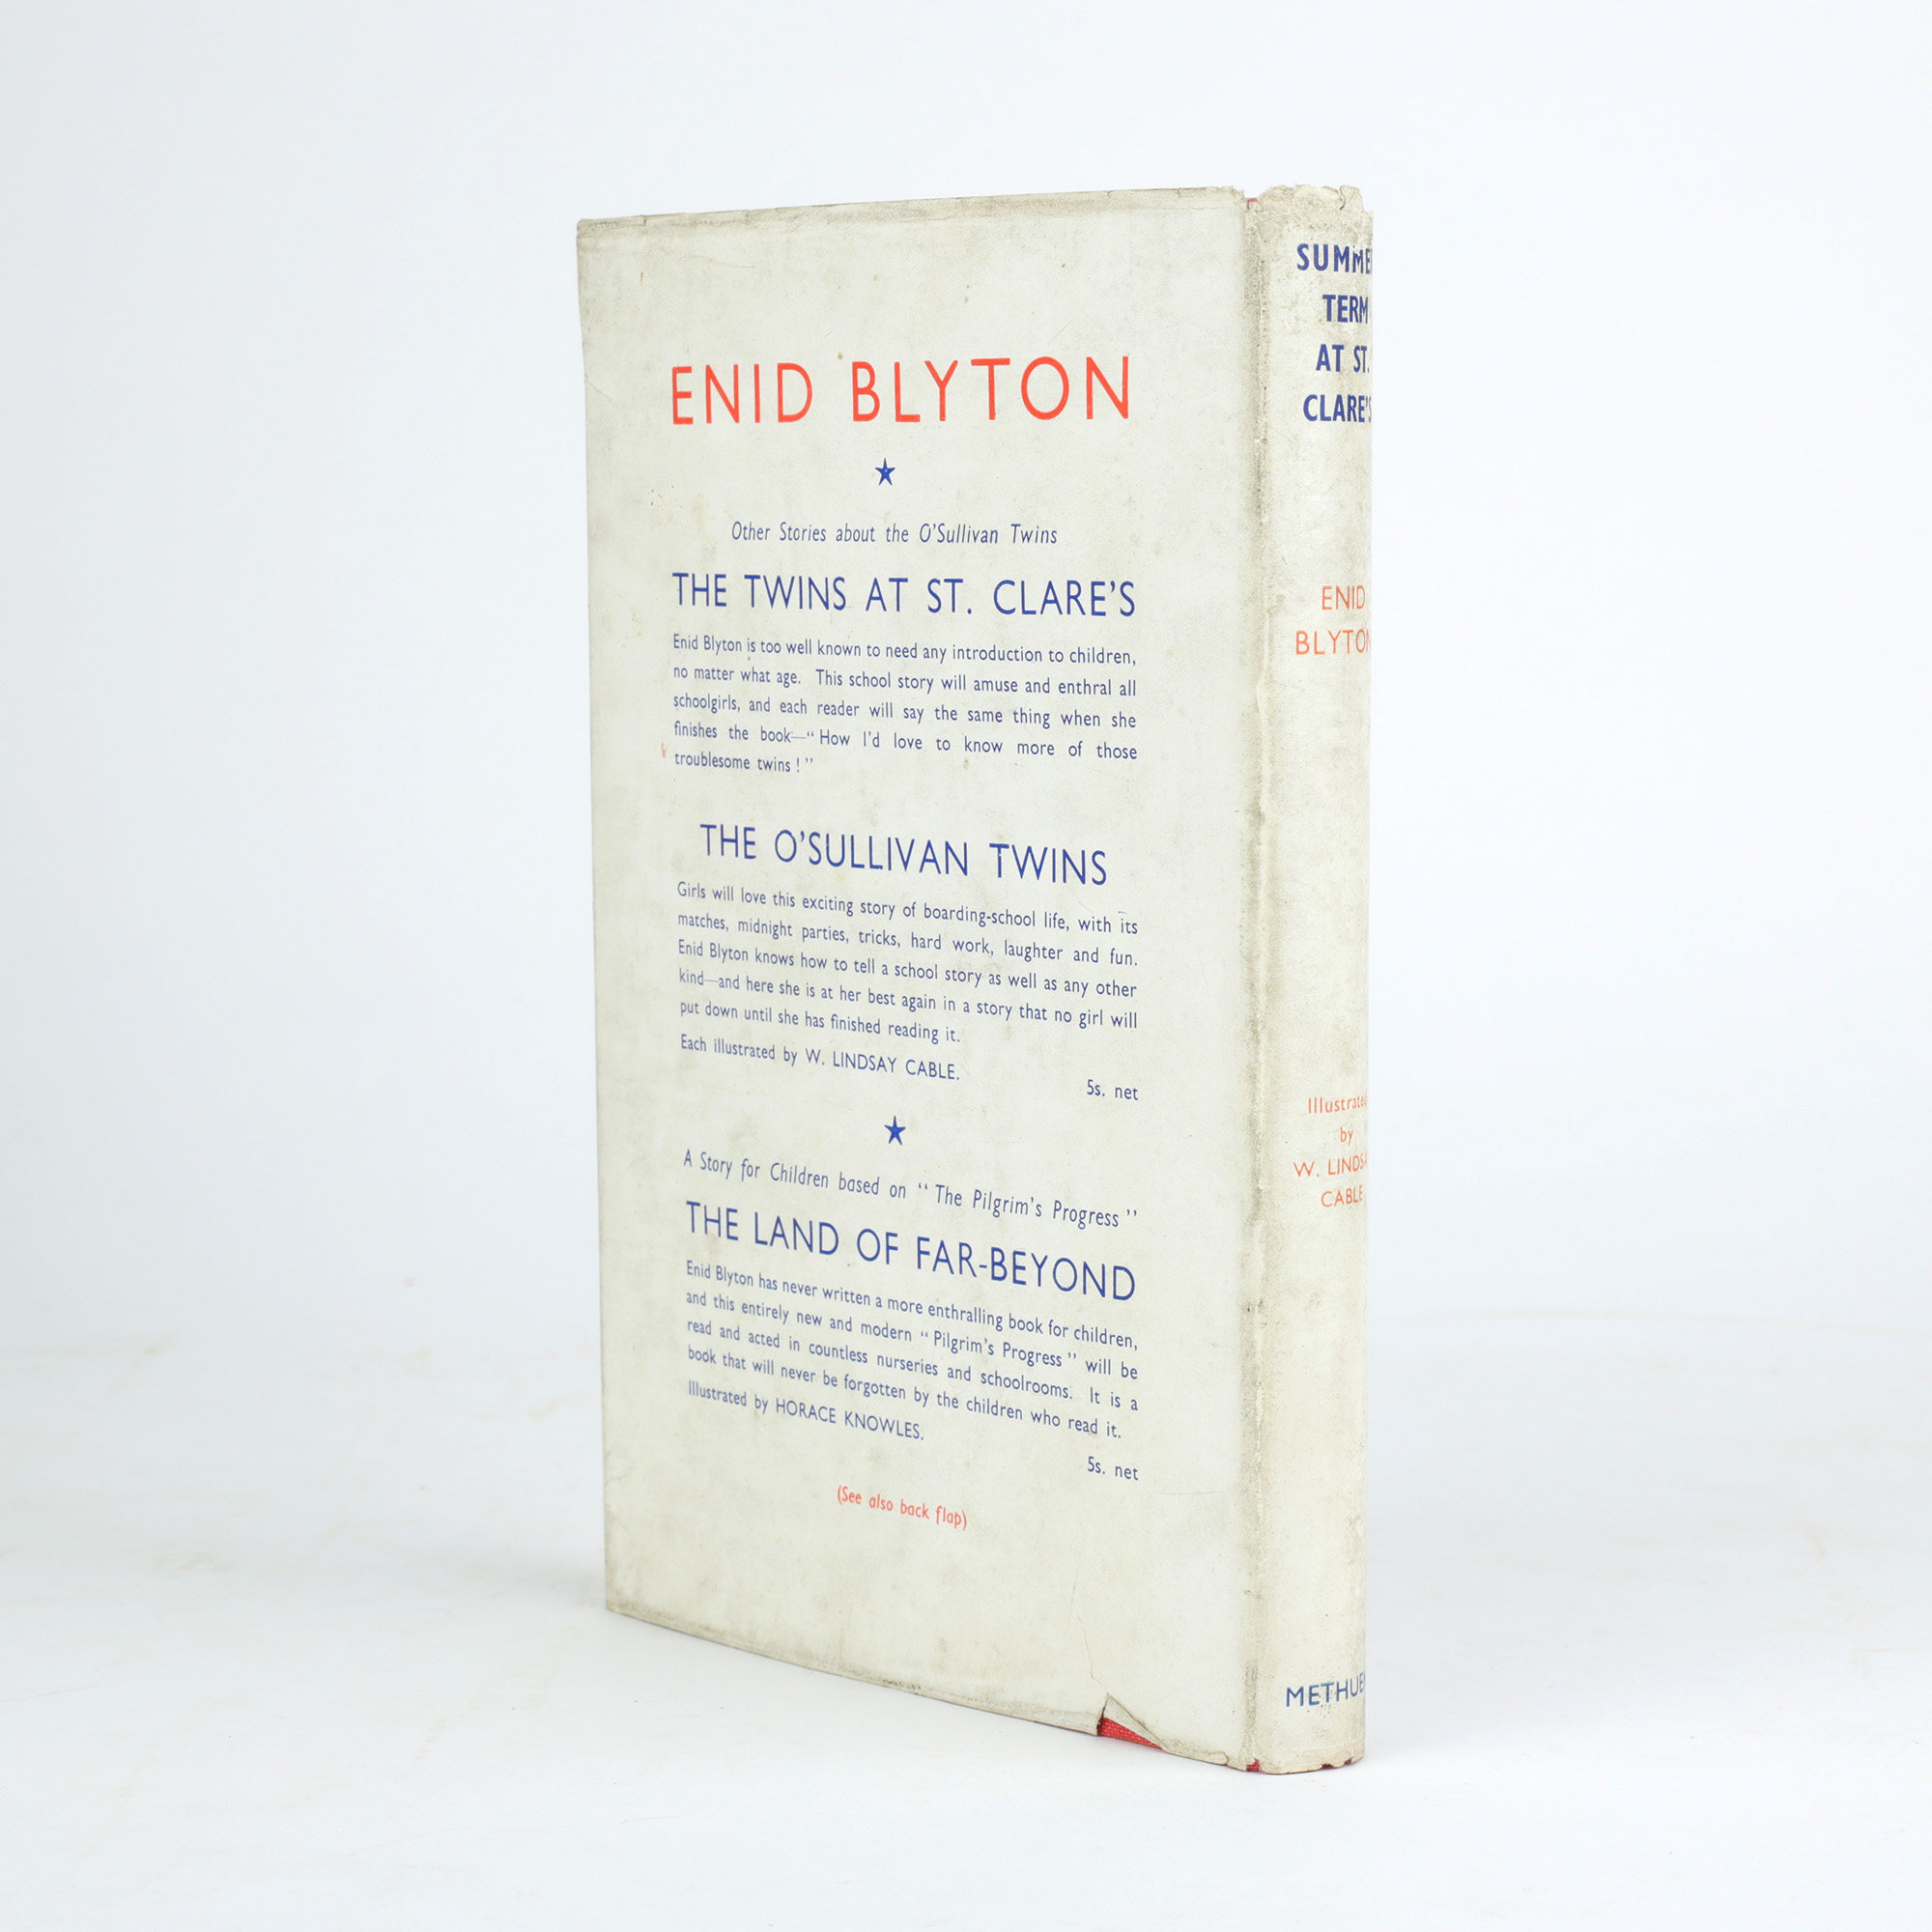 ENID BLYTON
Other Stories about the O'Sullivan Twins
THE TWINS AT ST. CLARE'S
Enid Blyton is too well known to need any introduction to children,
no matter what age. This school story will amuse and enthral all
schoolgirls, and each reader will say the same thing when she
finishes the book—“How I'd love to know more of those
troublesome twins!”
THE O'SULLIVAN TWINS
Girls will love this exciting story of boarding-school life, with its
matches, midnight parties, tricks, hard work, laughter and fun.
Enid Blyton knows how to tell a school story as well as any other
kind—and here she is at her best again in a story that no girl will
put down until she has finished reading it.
Each illustrated by W. LINDSAY CABLE.
5s. net
A Story for Children based on “The Pilgrim's Progress”
THE LAND OF FAR-BEYOND
Enid Blyton has never written a more enthralling book for children,
and this entirely new and modern “Pilgrim's Progress” will be
read and acted in countless nurseries and schoolrooms. It is a
book that will never be forgotten by the children who read it.
Illustrated by HORACE KNOWLES.
5s. net
(See also back flap)
SUMME
TERM
AT ST.
CLARE'S
ENID
BLYTON
Illustrated
by
W. LINDSA
CABLE
METHUEN